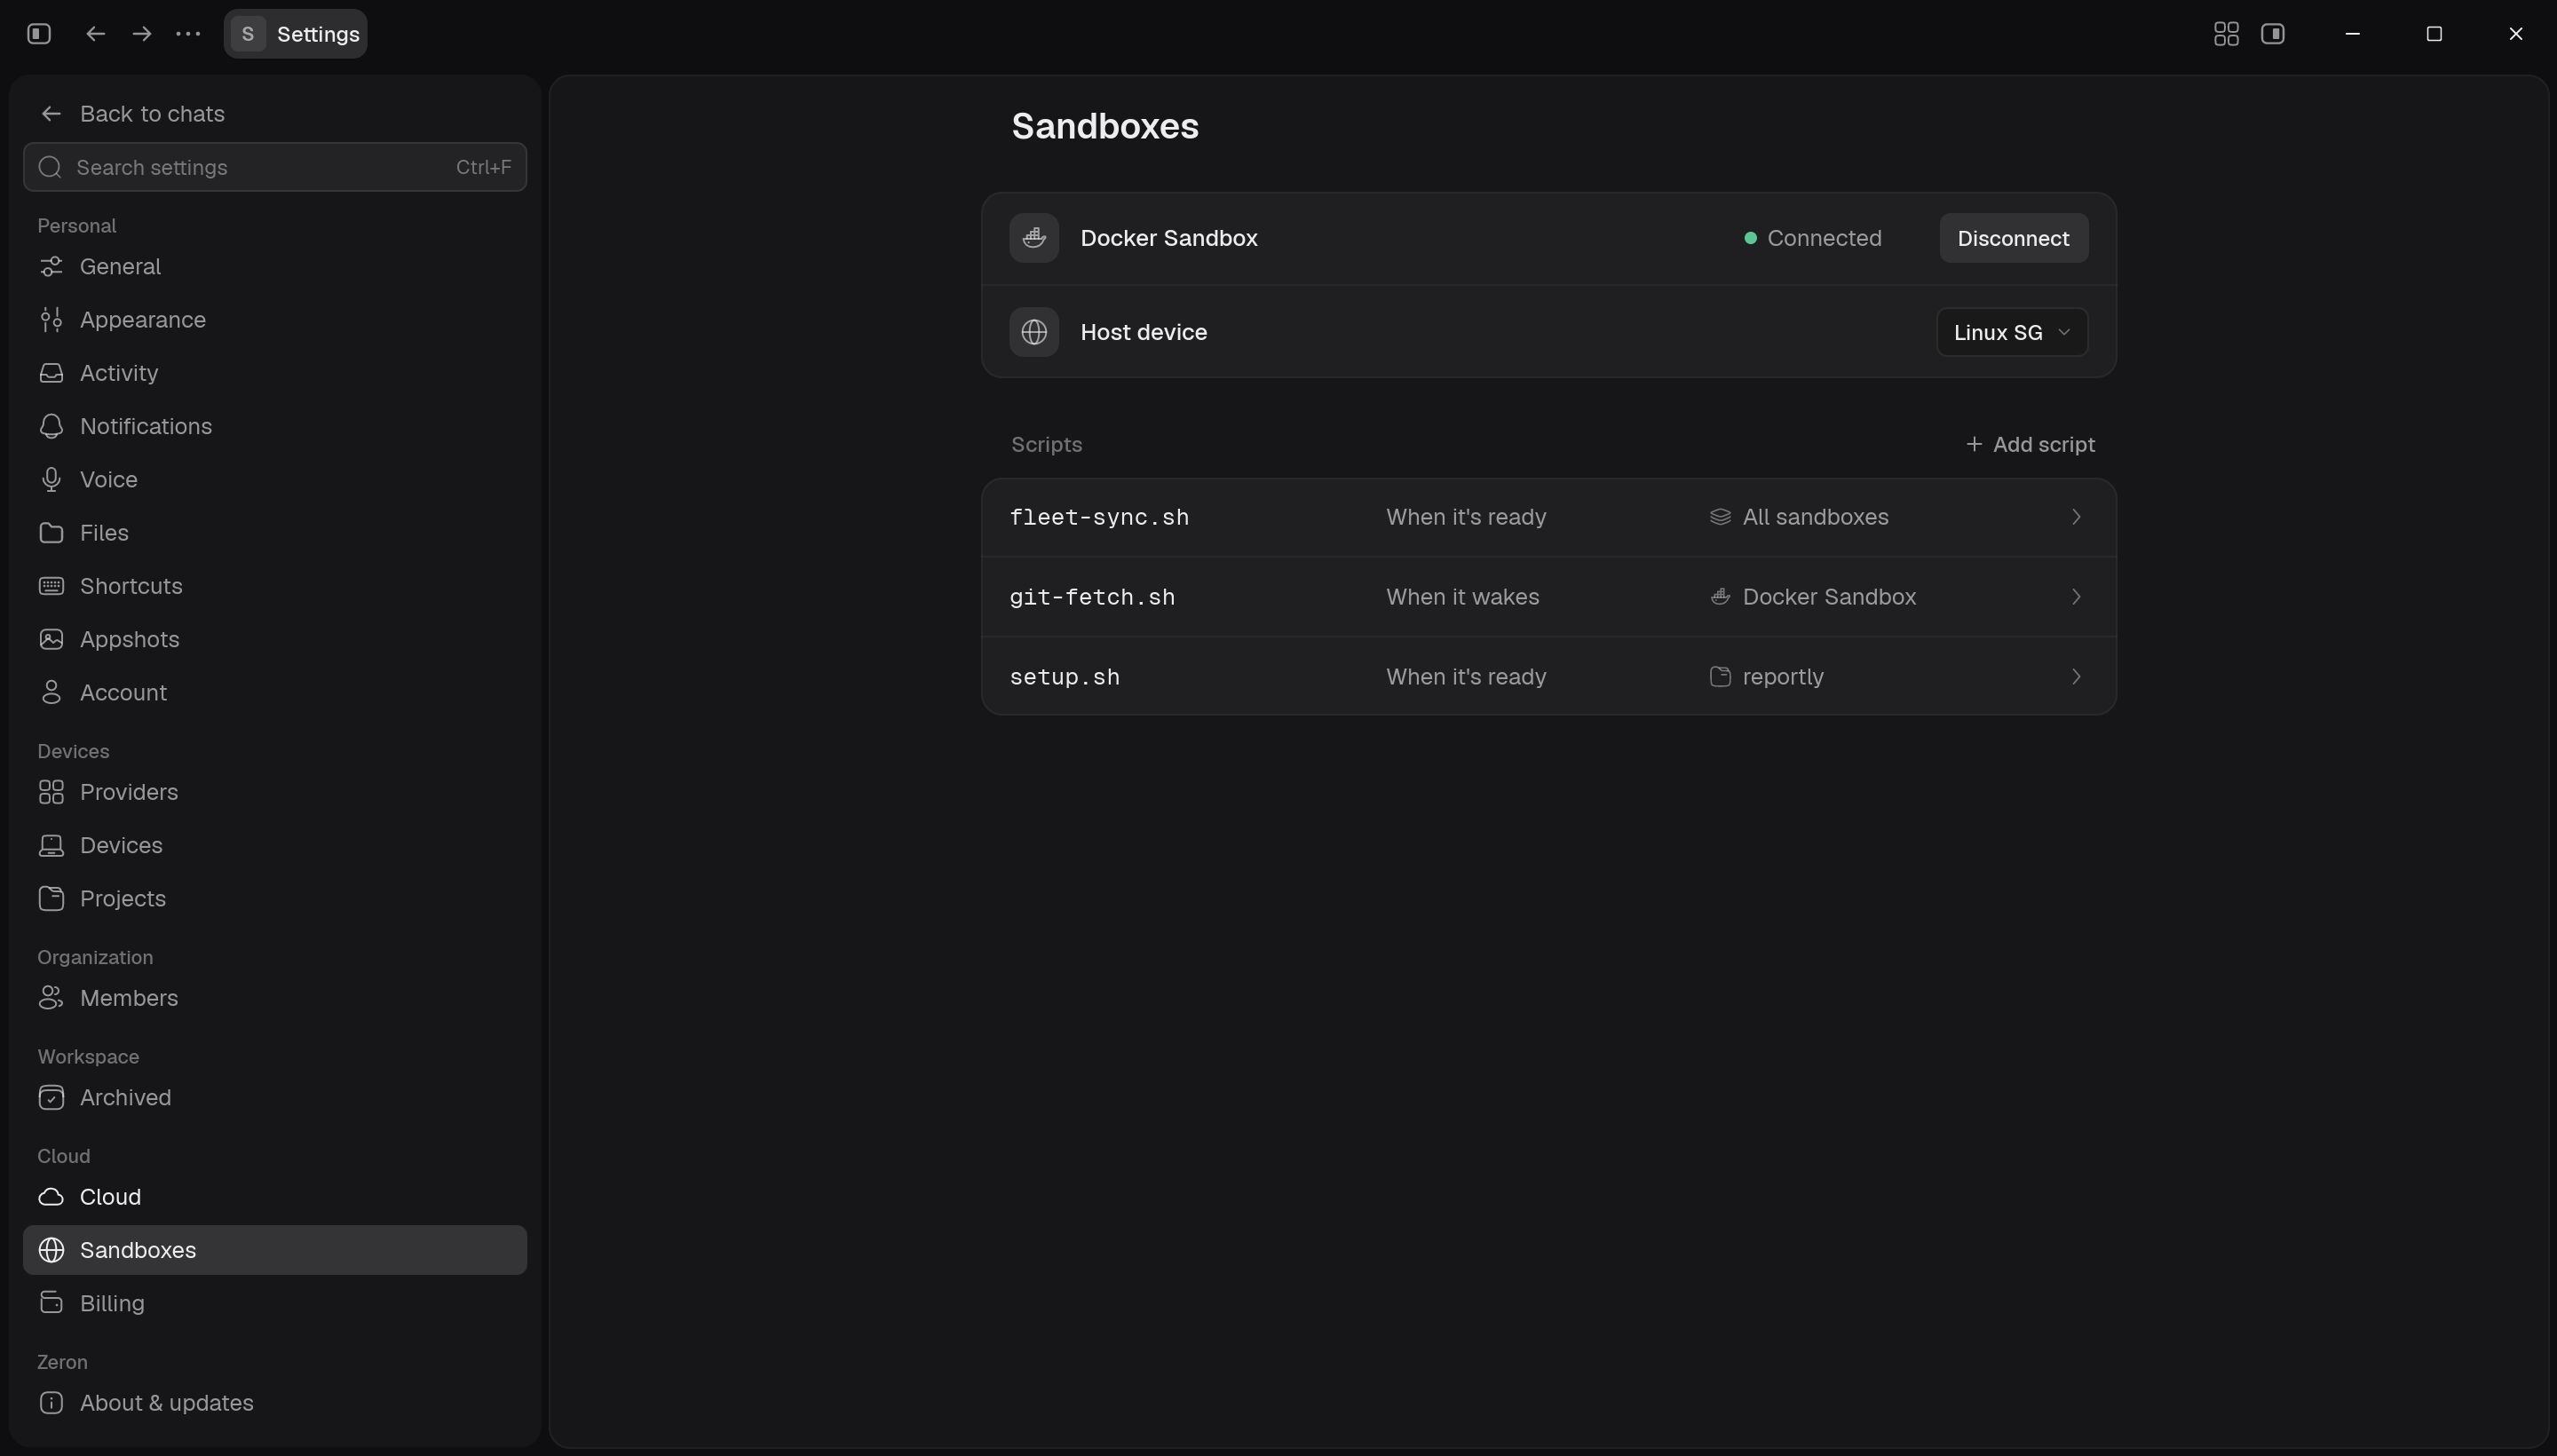 S Settings
Back to chats
Search settings Ctrl+F
Personal
General
Appearance
Activity
Notifications
Voice
Files
Shortcuts
Appshots
Account
Devices
Providers
Devices
Projects
Organization
Members
Workspace
Archived
Cloud
Cloud
Sandboxes
Billing
Zeron
About & updates
Sandboxes
Docker Sandbox Connected Disconnect
Host device Linux SG
Scripts Add script
fleet-sync.sh When it's ready All sandboxes
git-fetch.sh When it wakes Docker Sandbox
setup.sh When it's ready reportly